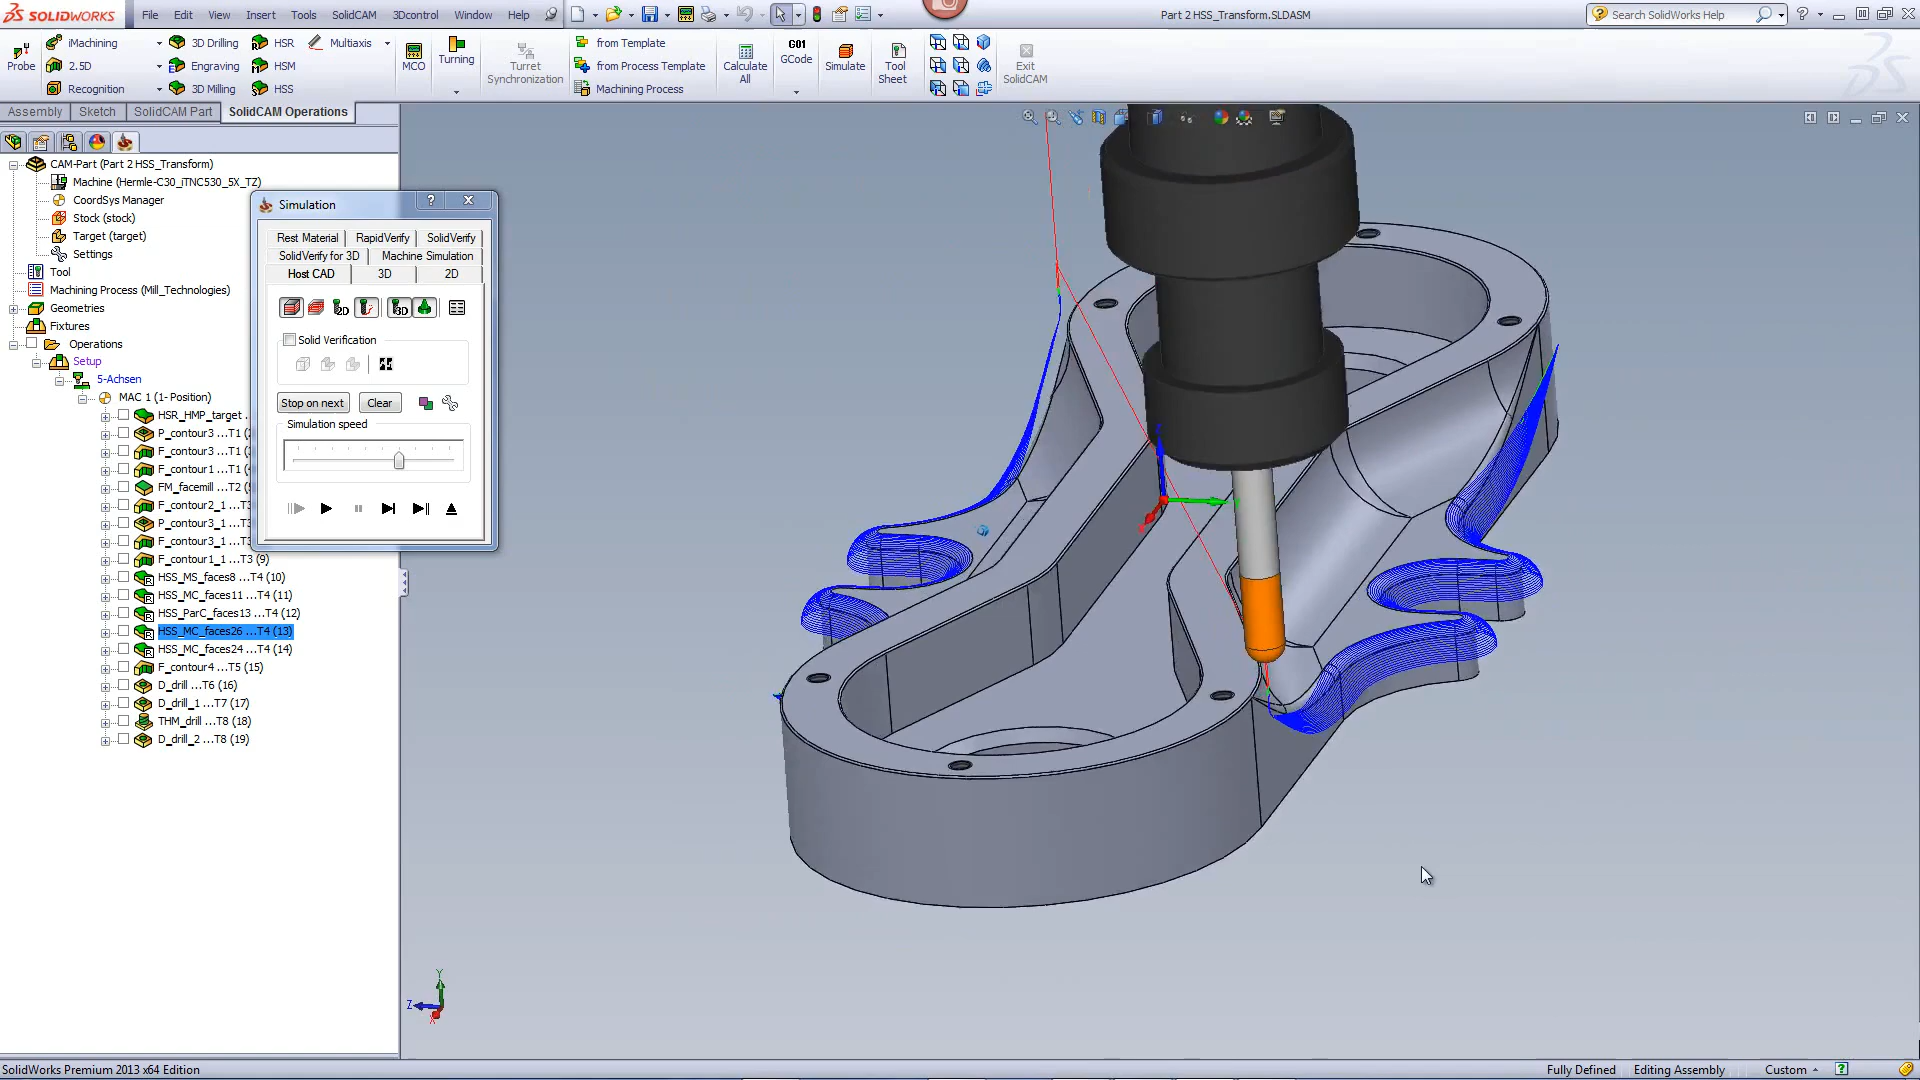 SOLIDWORKS File Edit View Insert Tools SolidCAM 3Dcontrol Window Help Part 2 HSS_Transform.SLDASM Search SolidWorks Help
Probe iMachining 3D Drilling HSR Multiaxis MCO Turning Turret Synchronization from Template Calculate All G01 GCode Simulate Tool Sheet Exit SolidCAM
2.5D Engraving HSM from Process Template
Recognition 3D Milling HSS Machining Process
Assembly Sketch SolidCAM Part SolidCAM Operations
CAM-Part (Part 2 HSS_Transform)
Machine (Hermle-C30_iTNC530_5X_TZ)
CoordSys Manager
Stock (stock)
Target (target)
Settings
Tool
Machining Process (Mill_Technologies)
Geometries
Fixtures
Operations
Setup
5-Achsen
MAC 1 (1- Position)
HSR_HMP_target .
P_contour3 ...T1 (2
F_contour3 ...T1 (3
F_contour1 ...T1 (4
FM_facemill ...T2 (5
F_contour2_1 ...T3
P_contour3_1 ...T3
F_contour3_1 ...T3
F_contour1_1 ...T3 (9)
HSS_MS_faces8 ...T4 (10)
HSS_MC_faces11 ...T4 (11)
HSS_ParC_faces13 ...T4 (12)
HSS_MC_faces26 ...T4 (13)
HSS_MC_faces24 ...T4 (14)
F_contour4 ...T5 (15)
D_drill ...T6 (16)
D_drill_1 ...T7 (17)
THM_drill ...T8 (18)
D_drill_2 ...T8 (19)
Simulation
Rest Material RapidVerify SolidVerify
SolidVerify for 3D Machine Simulation
Host CAD 3D 2D
2D 3D
Solid Verification
Stop on next Clear
Simulation speed
Z
Y
Z
X
SolidWorks Premium 2013 x64 Edition Fully Defined Editing Assembly Custom